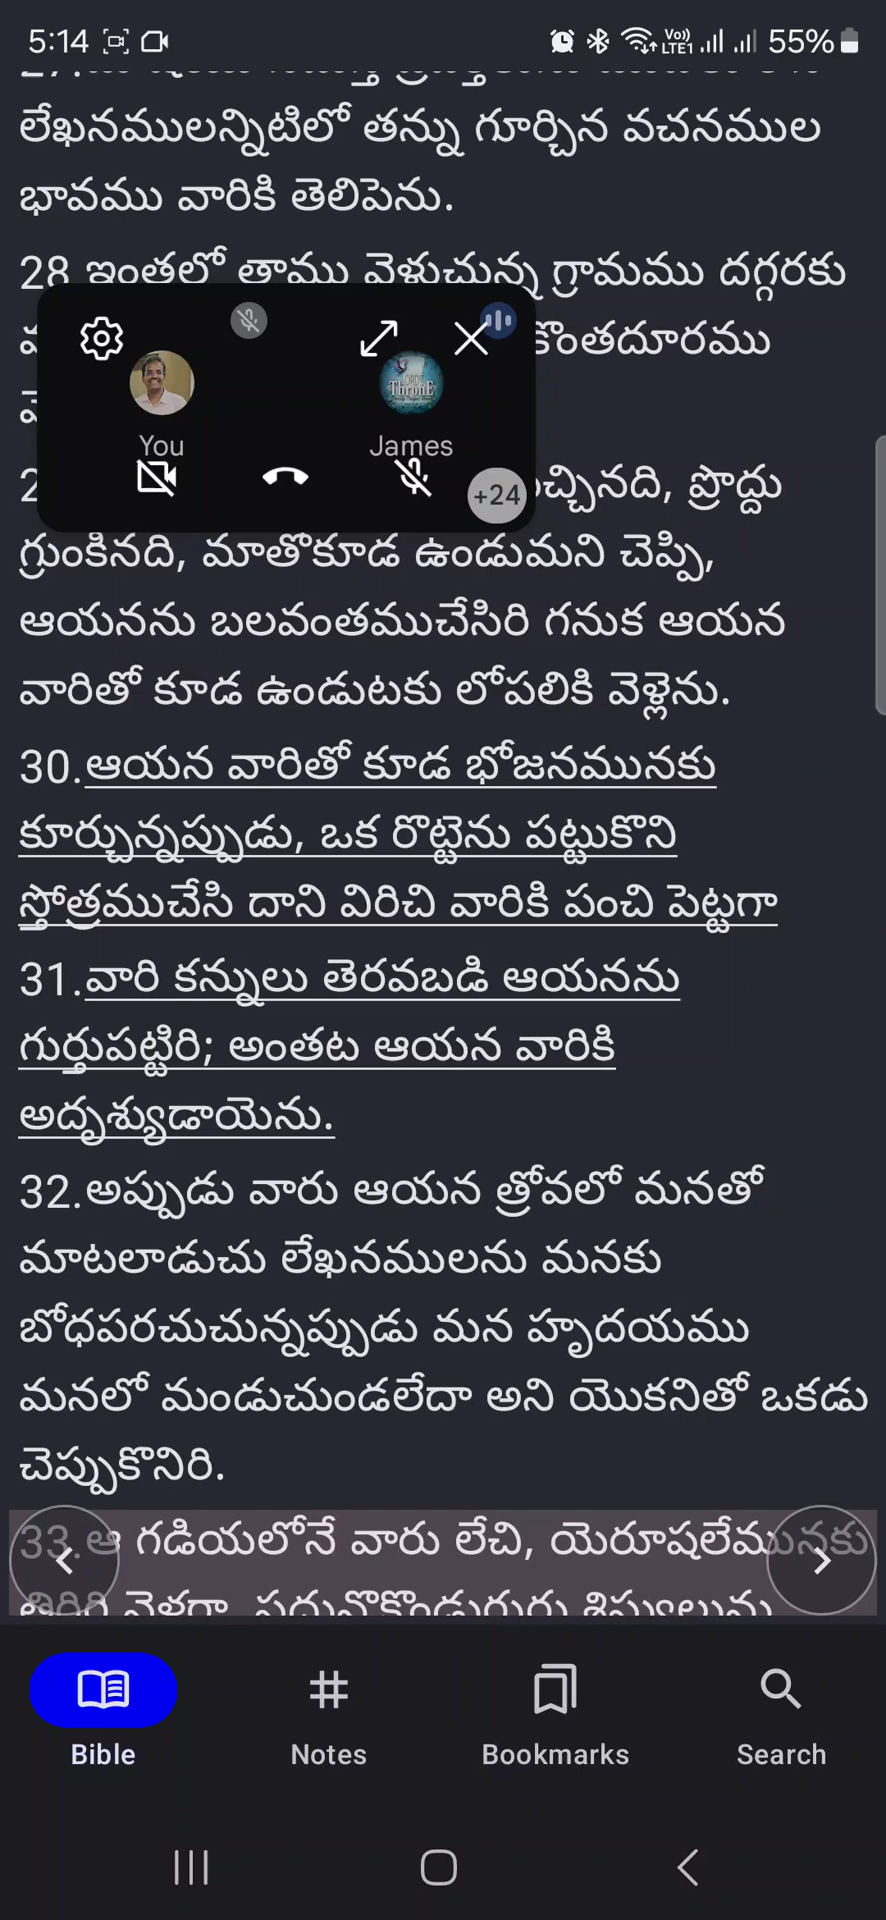 5:14 Vo)) LTE1 55%
లేఖనములన్నిటిలో తన్ను గూర్చిన వచనముల
భావము వారికి తెలిపెను.
28.ఇంతలో తాము వెళ్లుచున్న గ్రామము దగ్గరకు
కొంతదూరము
You
James
+24
ప్రొద్దు
గ్రుంకినది, మాతొకూడ ఉండుమని చెప్పి,
ఆయనను బలవంతముచేసిరి గనుక ఆయన
వారితో కూడ ఉండుటకు లోపలికి వెళ్లెను.
30.ఆయన వారితో కూడ భోజనమునకు
కూర్చున్నప్పుడు, ఒక రొట్టెను పట్టుకొని
స్తోత్రముచేసి దాని విరిచి వారికి పంచి పెట్టగా
31.వారి కన్నులు తెరవబడి ఆయనను
గుర్తుపట్టిరి; అంతట ఆయన వారికి
అదృశ్యుడాయెను.
32.అప్పుడు వారు ఆయన త్రోవలో మనతో
మాటలాడుచు లేఖనములను మనకు
బోధపరచుచున్నప్పుడు మన హృదయము
మనలో మండుచుండలేదా అని యొకనితో ఒకడు
చెప్పుకొనిరి.
33.ఆ గడియలోనే వారు లేచి, యెరూషలేమునకు
Bible
Notes
Bookmarks
Search